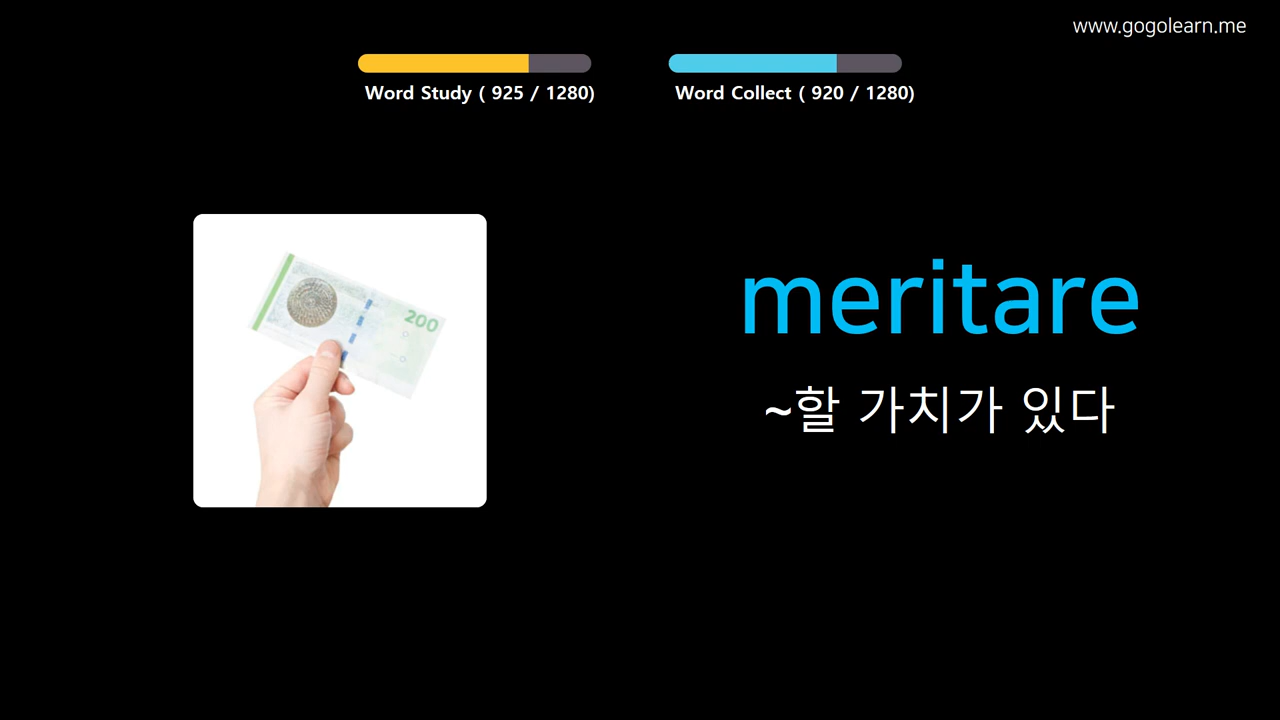 www.gogolearn.me
Word Study ( 925 / 1280)
Word Collect ( 920 / 1280)
200
meritare
~할 가치가 있다